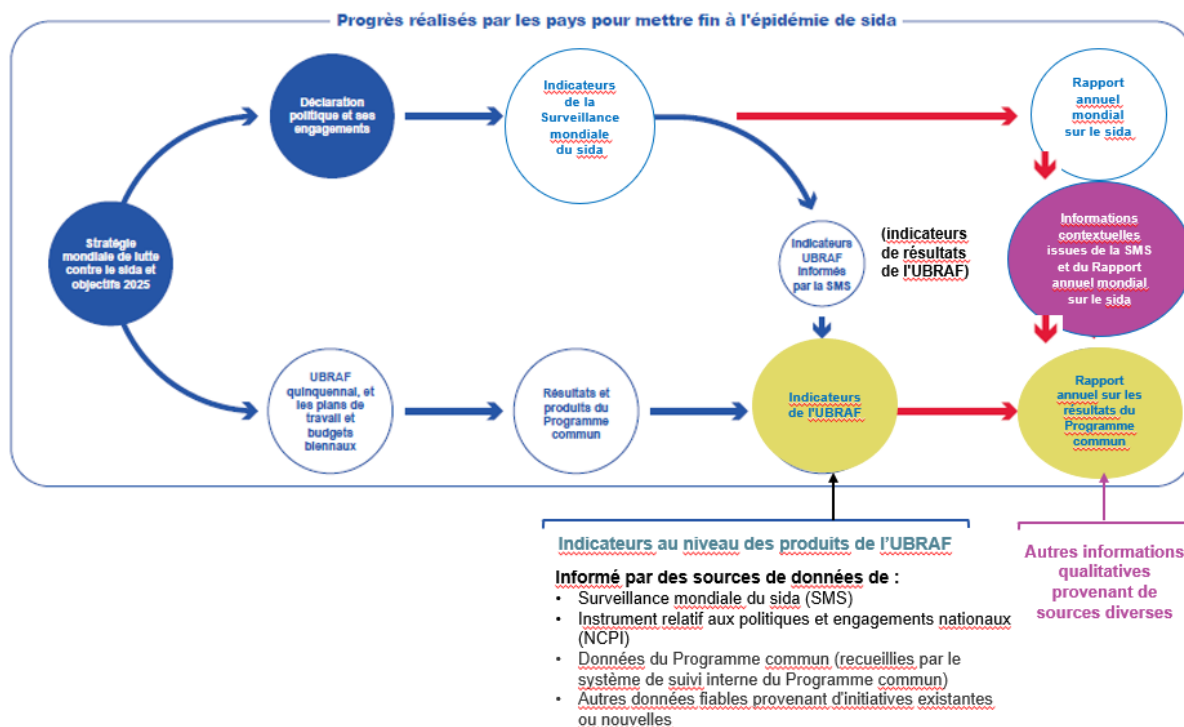 Progrès réalisés par les pays pour mettre fin à l'épidémie de sida
Déclaration
politique et ses
engagements
Indicateurs
de la
Surveillance
mondiale
du sida
Rapport
annuel
mondial
sur le sida
Stratégie
mondiale de lutte
contre le sida et
objectifs 2025
Indicateurs
UBRAF
informés
par la SMS
(indicateurs
de résultats
de l'UBRAF)
Informations
contextuelles
issues de la SMS
et du Rapport
annuel mondial
sur le sida
UBRAF
quinquennal, et
les plans de
travail et
budgets
biennaux
Résultats et
produits du
Programme
commun
Indicateurs
de l'UBRAF
Rapport
annuel sur les
résultats du
Programme
commun
Indicateurs au niveau des produits de l'UBRAF
Informé par des sources de données de :
• Surveillance mondiale du sida (SMS)
• Instrument relatif aux politiques et engagements nationaux
(NCPI)
• Données du Programme commun (recueillies par le
système de suivi interne du Programme commun)
• Autres données fiables provenant d'initiatives existantes
ou nouvelles
Autres informations
qualitatives
provenant de
sources diverses